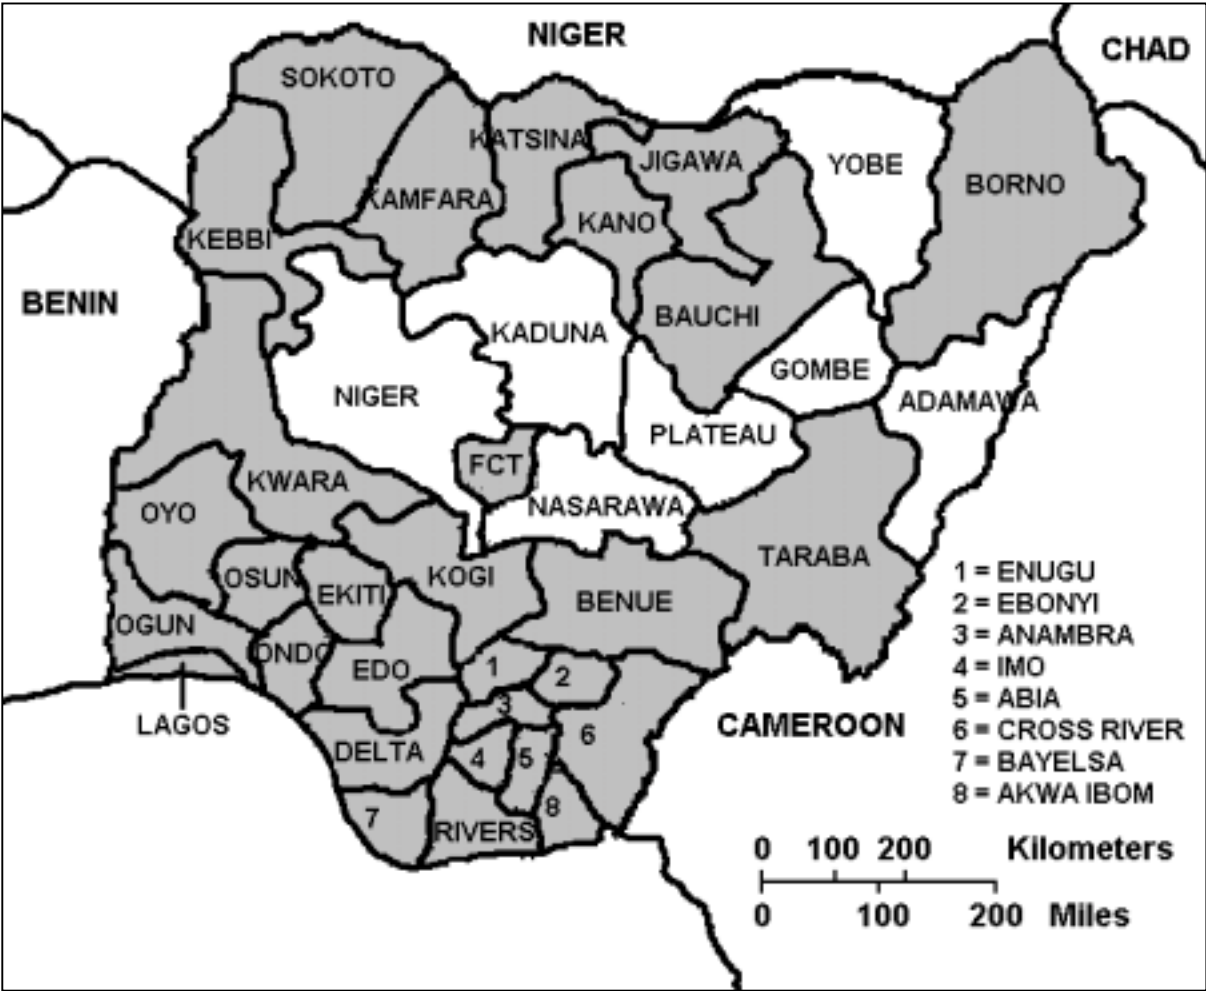 NIGER
CHAD
SOKOTO
KATSINA
JIGAWA
YOBE
BORNO
KAMFARA
KANO
KEBBI
BENIN
BAUCHI
KADUNA
GOMBE
NIGER
ADAMAWA
PLATEAU
FCT
KWARA
NASARAWA
OYO
TARABA
OSUN
EKITI
KOGI
BENUE
OGUN
ONDO
EDO
1
2
3
LAGOS
DELTA
4
5
6
CAMEROON
7
RIVERS
8
1 = ENUGU
2 = EBONYI
3 = ANAMBRA
4 = IMO
5 = ABIA
6 = CROSS RIVER
7 = BAYELSA
8 = AKWA IBOM
0 100 200 Kilometers
0 100 200 Miles